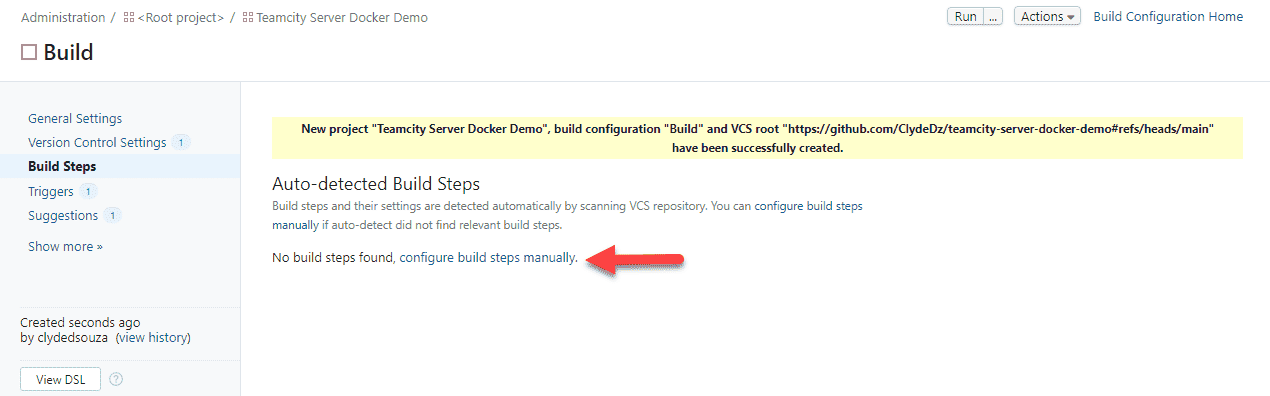 Administration / <Root project> / Teamcity Server Docker Demo
Run ... Actions Build Configuration Home
Build
General Settings
Version Control Settings 1
Build Steps
Triggers 1
Suggestions 1
Show more »
Created seconds ago
by clydedsouza (view history)
View DSL ?
New project "Teamcity Server Docker Demo", build configuration "Build" and VCS root "https://github.com/ClydeDz/teamcity-server-docker-demo#refs/heads/main"
have been successfully created.
Auto-detected Build Steps
Build steps and their settings are detected automatically by scanning VCS repository. You can configure build steps
manually if auto-detect did not find relevant build steps.
No build steps found, configure build steps manually.